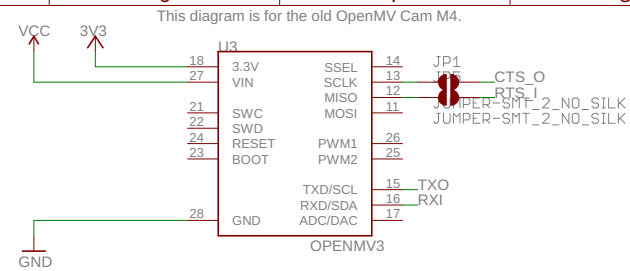 This diagram is for the old OpenMV Cam M4.
VCC
3V3
U3
18 3.3V SSEL 14
27 VIN SCLK 13
MISO 12
21 SWC MOSI 11
22 SWD
24 RESET PWM1 26
23 BOOT PWM2 25
TXD/SCL 15 TXO
RXD/SDA 16 RXI
28 GND ADC/DAC 17
GND
OPENMV3
JP1
CTS_O
RTS_I
JUMPER-SMT_2_NO_SILK
JUMPER-SMT_2_NO_SILK